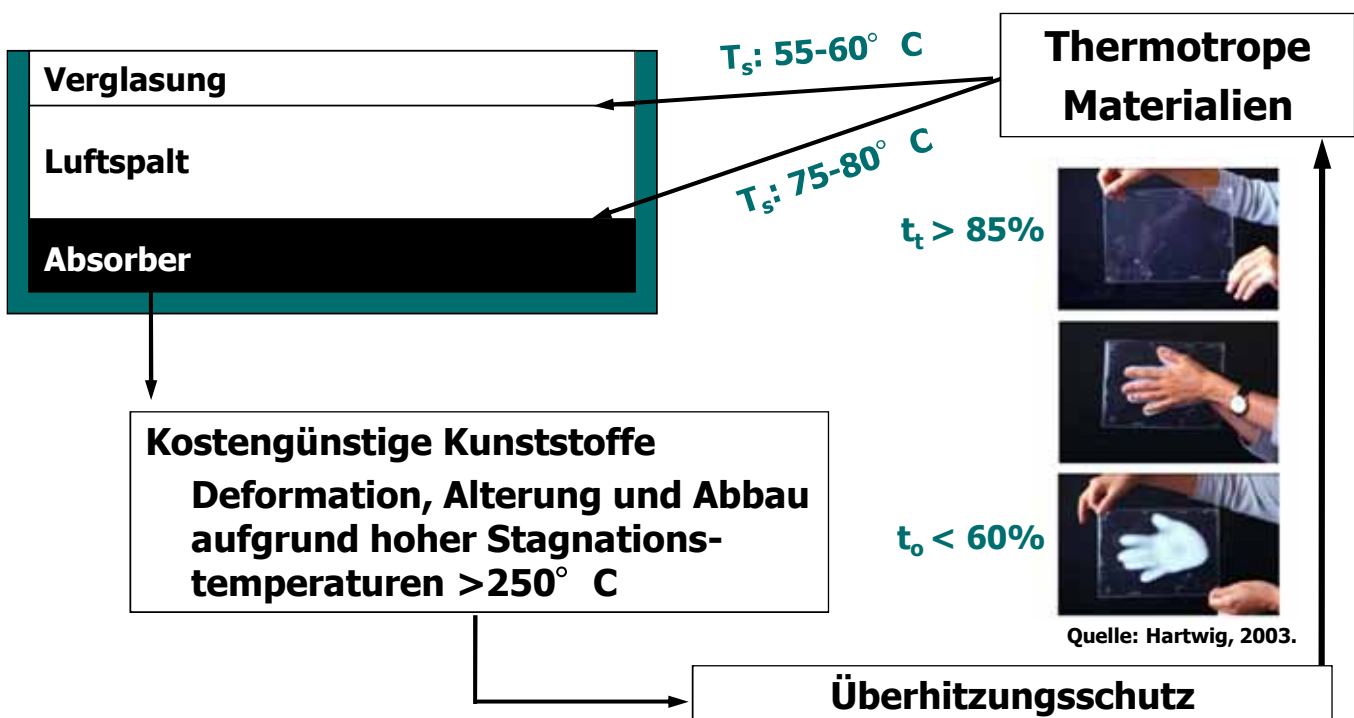 Verglasung
Luftspalt
Absorber
Tₛ: 55-60° C
Tₛ: 75-80° C
Thermotrope
Materialien
tₜ > 85%
tₒ < 60%
Quelle: Hartwig, 2003.
Kostengünstige Kunststoffe
Deformation, Alterung und Abbau
aufgrund hoher Stagnations-
temperaturen >250° C
Überhitzungsschutz